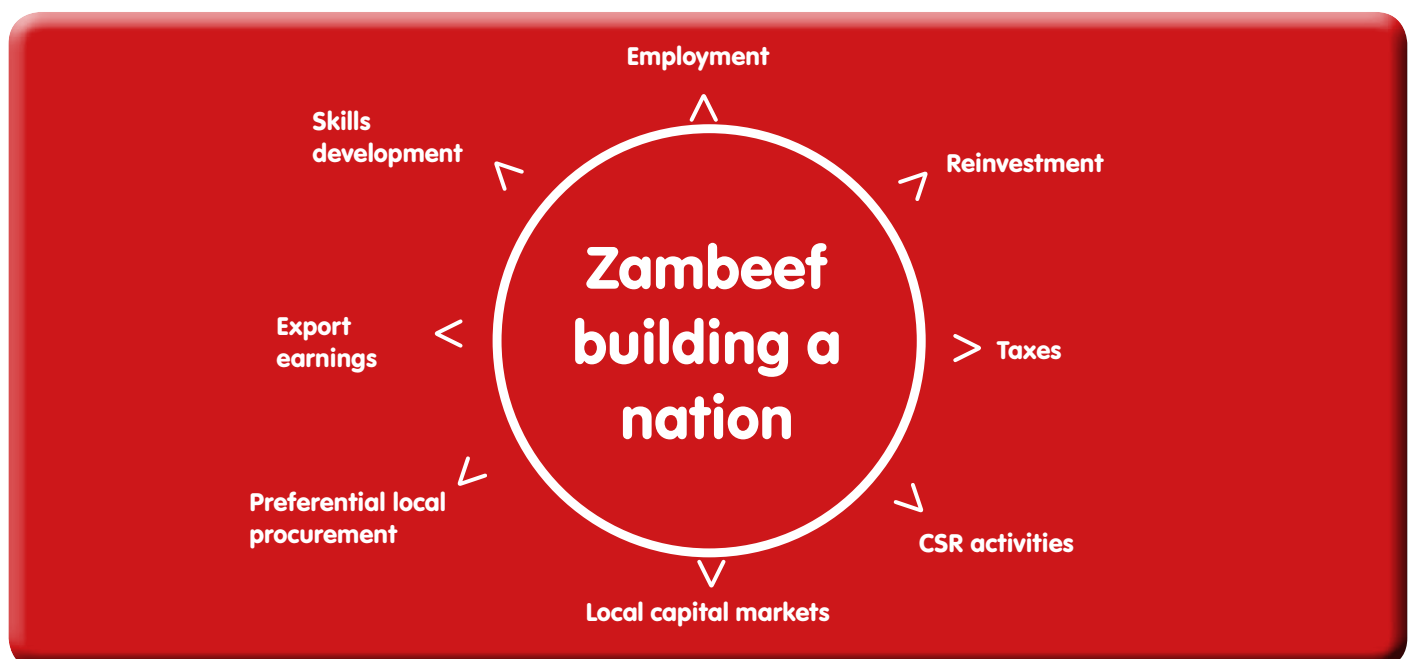 Employment
Skills
development
Reinvestment
Zambeef
building a
nation
Export
earnings
Taxes
Preferential local
procurement
CSR activities
Local capital markets